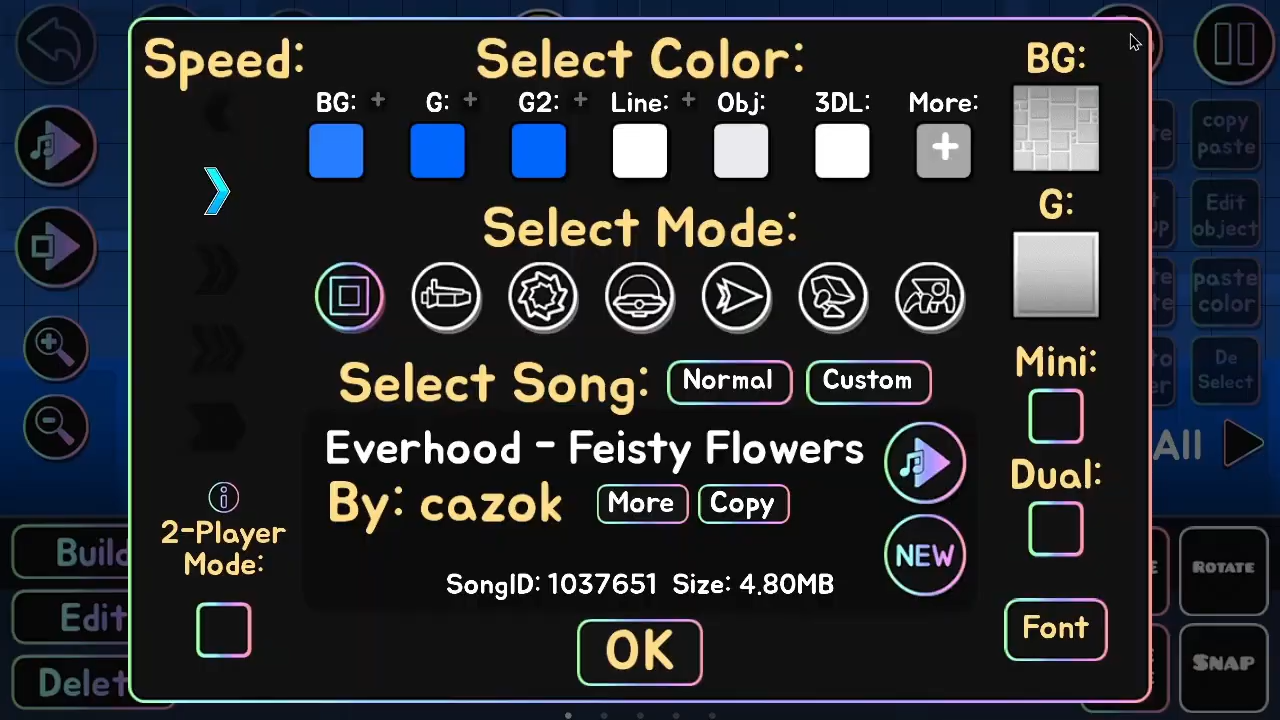 Speed:
Select Color:
BG:
BG: +
G: +
G2: +
Line: +
Obj:
3DL:
More:
+
G:
Select Mode:
Mini:
Select Song: Normal Custom
Everhood - Feisty Flowers
By: cazok More Copy
Dual:
NEW
SongID: 1037651 Size: 4.80MB
2-Player
Mode:
OK
Font
copy
paste
Edit
object
paste
color
De
Select
All
Build
Edit
Delet
ROTATE
SNAP